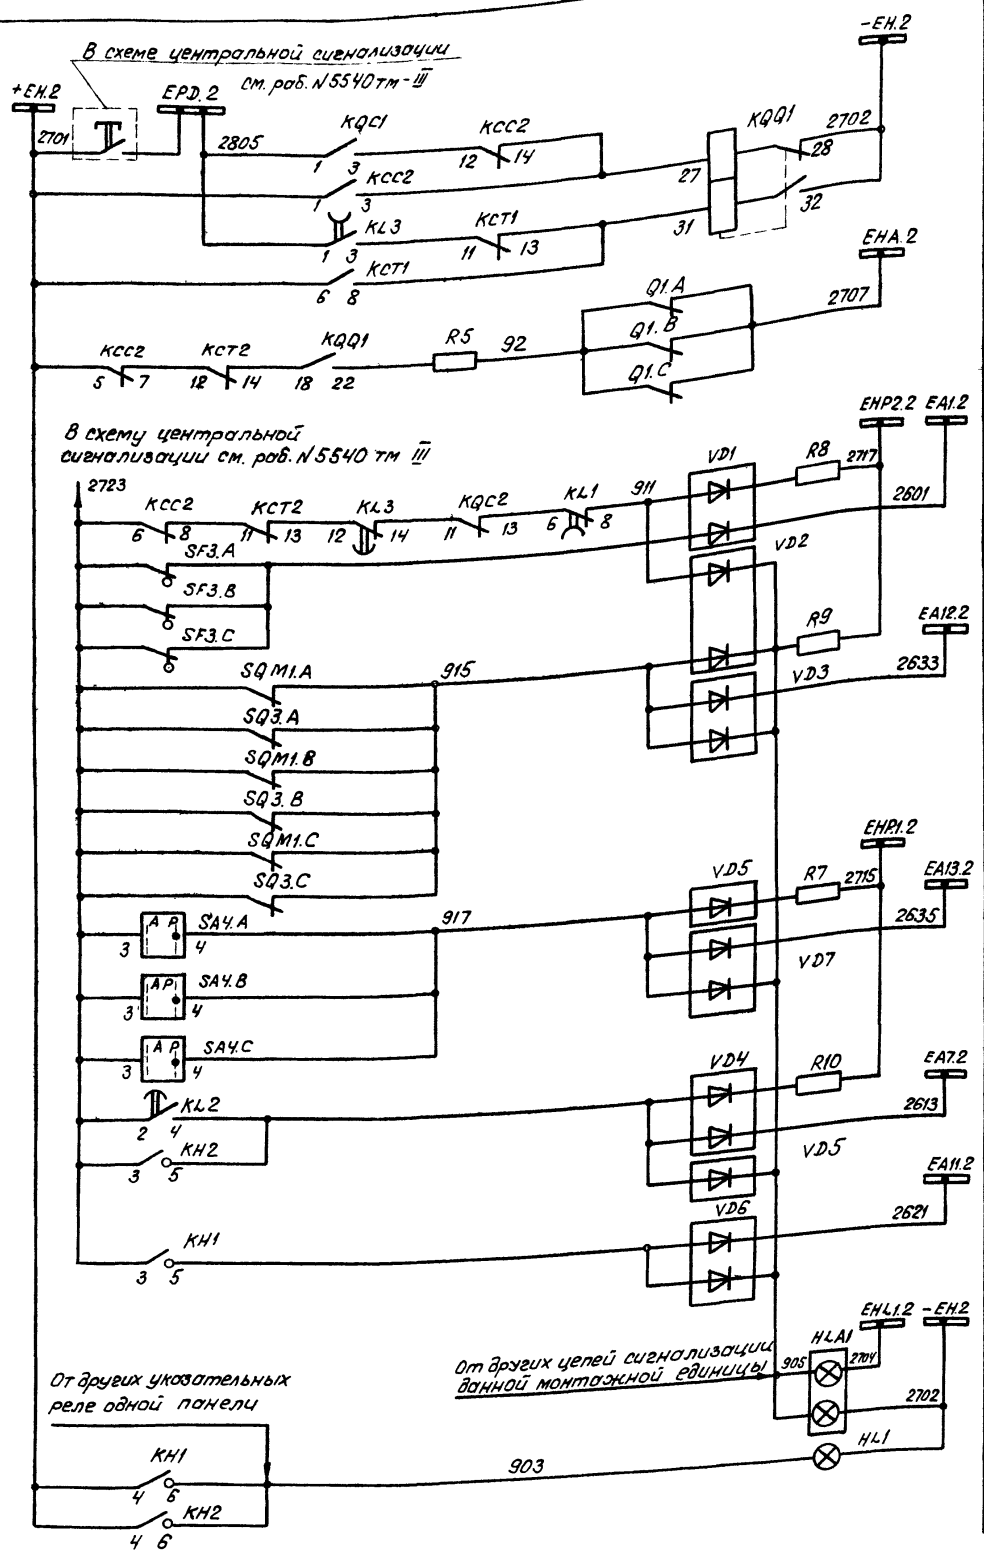 В схеме центральной сигнализации
см. раб. N 5540 тм-III
-EH.2
+EH.2
EPD.2
2701
2805
KQC1
1 3
KCC2
12 14
KQQ1
2702
27
28
KCC2
1 3
KL3
1 3
KCT1
11 13
31
32
KCT1
6 8
EHA.2
2707
KCC2
5 7
KCT2
12 14
KQQ1
18 22
R5
92
Q1.A
Q1.B
Q1.C
В схему центральной
сигнализации см. раб. N 5540 тм III
EHP2.2
EA1.2
2723
KCC2
6 8
KCT2
11 13
KL3
12 14
KQC2
11 13
KL1
6 8
911
VD1
R8
2717
2601
SF3.A
SF3.B
SF3.C
VD2
R9
EA12.2
2633
SQM1.A
915
VD3
SQ3.A
SQM1.B
SQ3.B
SQM1.C
SQ3.C
EHP1.2
VD5
R7
2715
EA13.2
2635
A P
SA4.A
3 4
917
VD7
A P
SA4.B
3 4
A P
SA4.C
3 4
VD4
R10
EA7.2
2613
KL2
2 4
KH2
3 5
VD5
EA11.2
2621
KH1
3 5
VD6
EHL1.2
-EH.2
HLA1
От других цепей сигнализации
данной монтажной единицы
905
2704
2702
От других указательных
реле одной панели
HL1
KH1
4 6
903
KH2
4 6